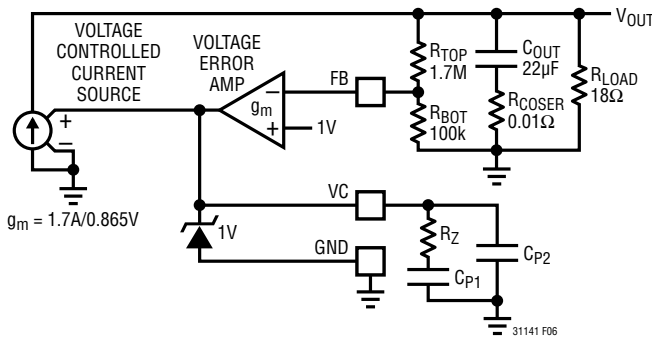 VOLTAGE
CONTROLLED
CURRENT
SOURCE
+
–
gm = 1.7A/0.865V
VOLTAGE
ERROR
AMP
gm
–
+
1V
FB
RTOP
1.7M
RBOT
100k
COUT
22µF
RCOSER
0.01Ω
RLOAD
18Ω
VOUT
1V
VC
GND
RZ
CP1
CP2
31141 F06